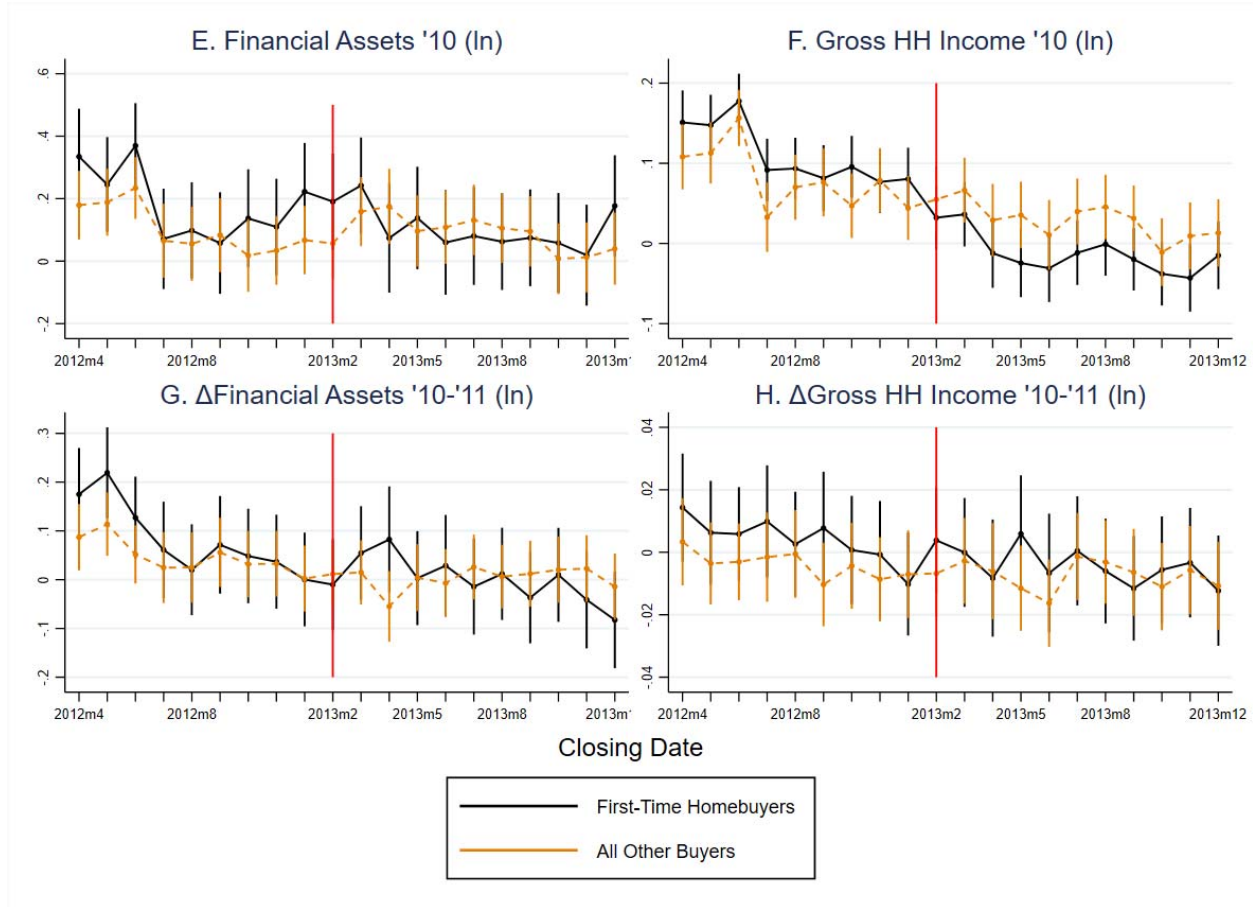 E. Financial Assets '10 (ln)
.6
.4
.2
0
-.2
2012m4 2012m8 2013m2 2013m5 2013m8 2013m1
F. Gross HH Income '10 (ln)
.2
.1
0
-.1
2012m4 2012m8 2013m2 2013m5 2013m8 2013m12
G. ΔFinancial Assets '10-'11 (ln)
.3
.2
.1
0
-.1
-.2
2012m4 2012m8 2013m2 2013m5 2013m8 2013m1
H. ΔGross HH Income '10-'11 (ln)
.04
.02
0
-.02
-.04
2012m4 2012m8 2013m2 2013m5 2013m8 2013m12
Closing Date
First-Time Homebuyers
All Other Buyers